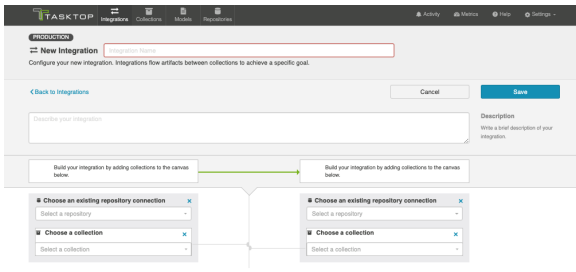 TASKTOP
Integrations
Collections
Models
Repositories
Activity
Metrics
Help
Settings
PRODUCTION
New Integration
Integration Name
Configure your new integration. Integrations flow artifacts between collections to achieve a specific goal.
Back to Integrations
Cancel
Save
Describe your integration
Description
Write a brief description of your
integration.
Build your integration by adding collections to the canvas
below.
Build your integration by adding collections to the canvas
below.
Choose an existing repository connection
Select a repository
Choose a collection
Select a collection
Choose an existing repository connection
Select a repository
Choose a collection
Select a collection